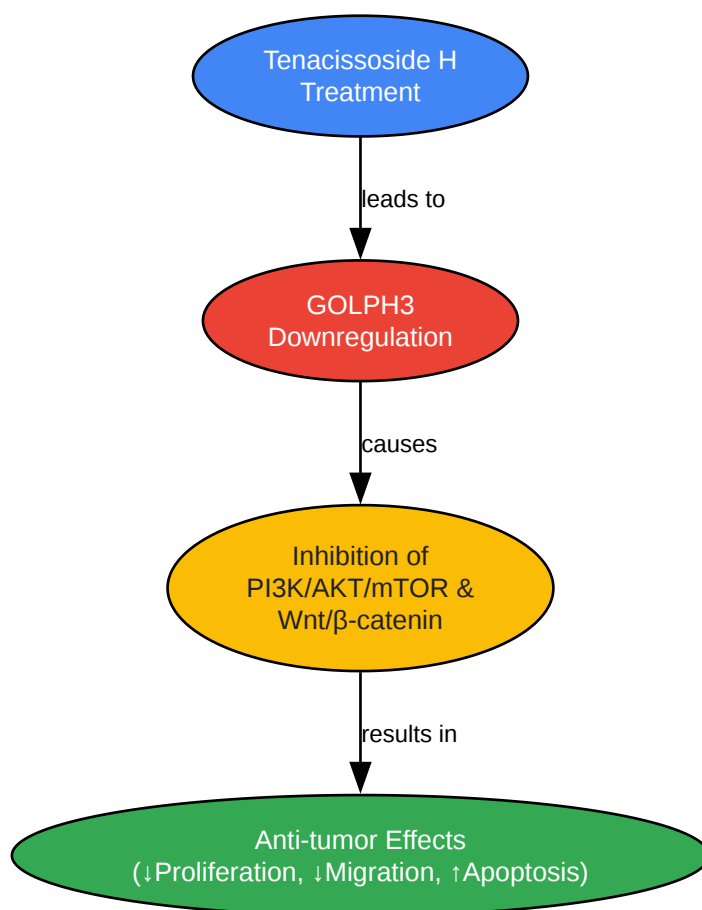 Tenacissoside H
Treatment
leads to
GOLPH3
Downregulation
causes
Inhibition of
PI3K/AKT/mTOR &
Wnt/β-catenin
results in
Anti-tumor Effects
(↓Proliferation, ↓Migration, ↑Apoptosis)